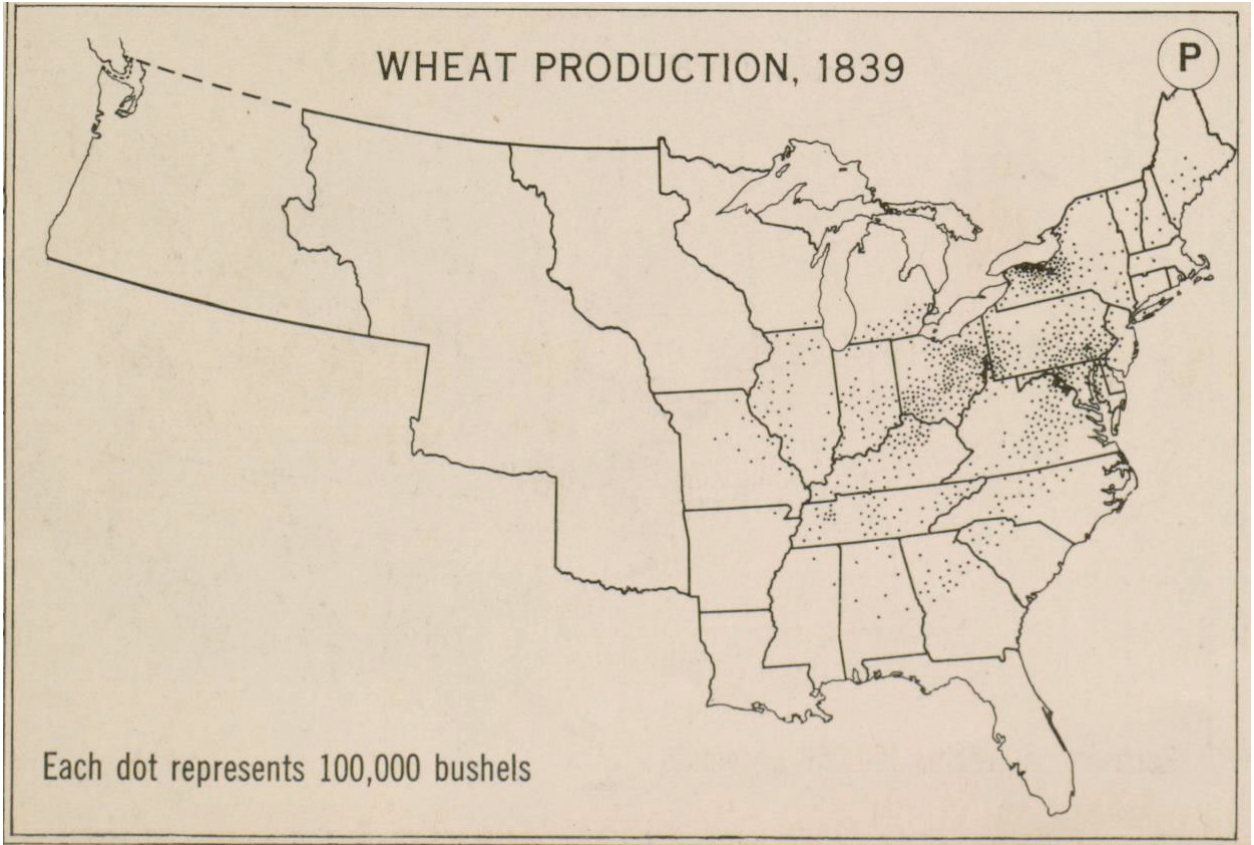 WHEAT PRODUCTION, 1839
P
Each dot represents 100,000 bushels